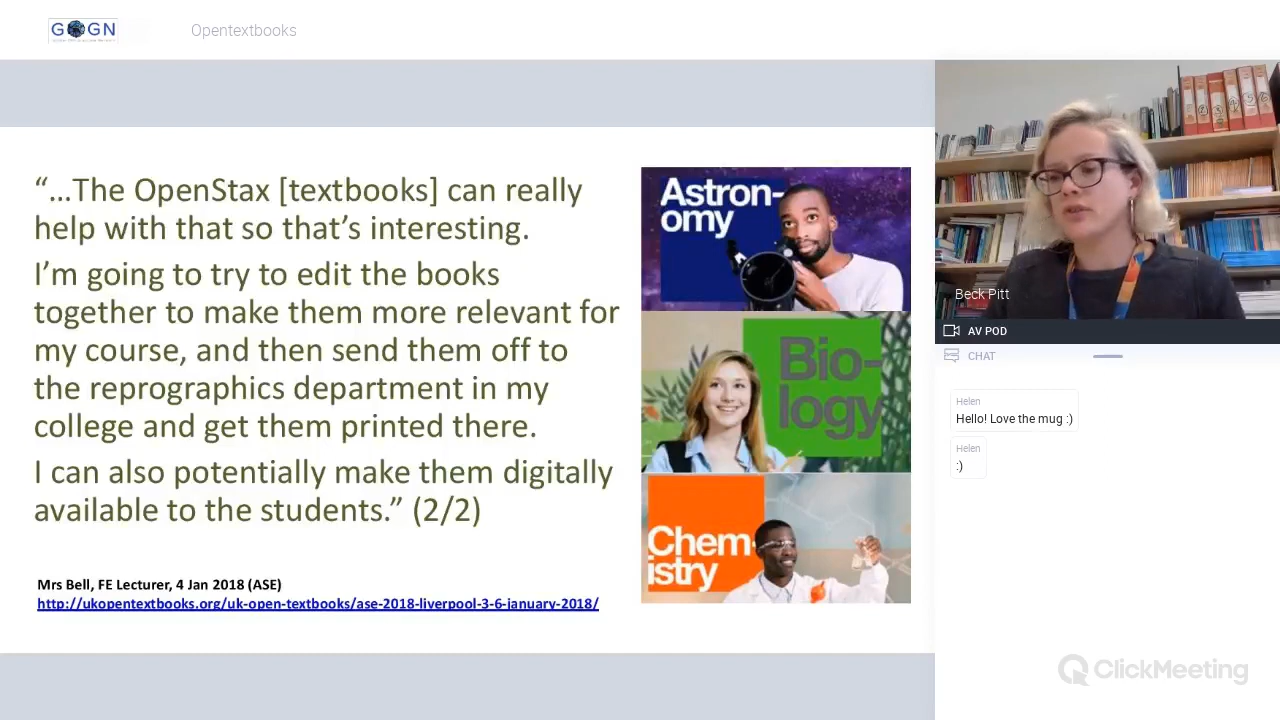 GOGN
Opentextbooks
“…The OpenStax [textbooks] can really
help with that so that’s interesting.
I’m going to try to edit the books
together to make them more relevant for
my course, and then send them off to
the reprographics department in my
college and get them printed there.
I can also potentially make them digitally
available to the students.” (2/2)
Mrs Bell, FE Lecturer, 4 Jan 2018 (ASE)
http://ukopentextbooks.org/uk-open-textbooks/ase-2018-liverpool-3-6-january-2018/
Astron-
omy
Bio-
logy
Chem-
istry
Beck Pitt
AV POD
CHAT
Helen
Hello! Love the mug :)
Helen
:)
ClickMeeting